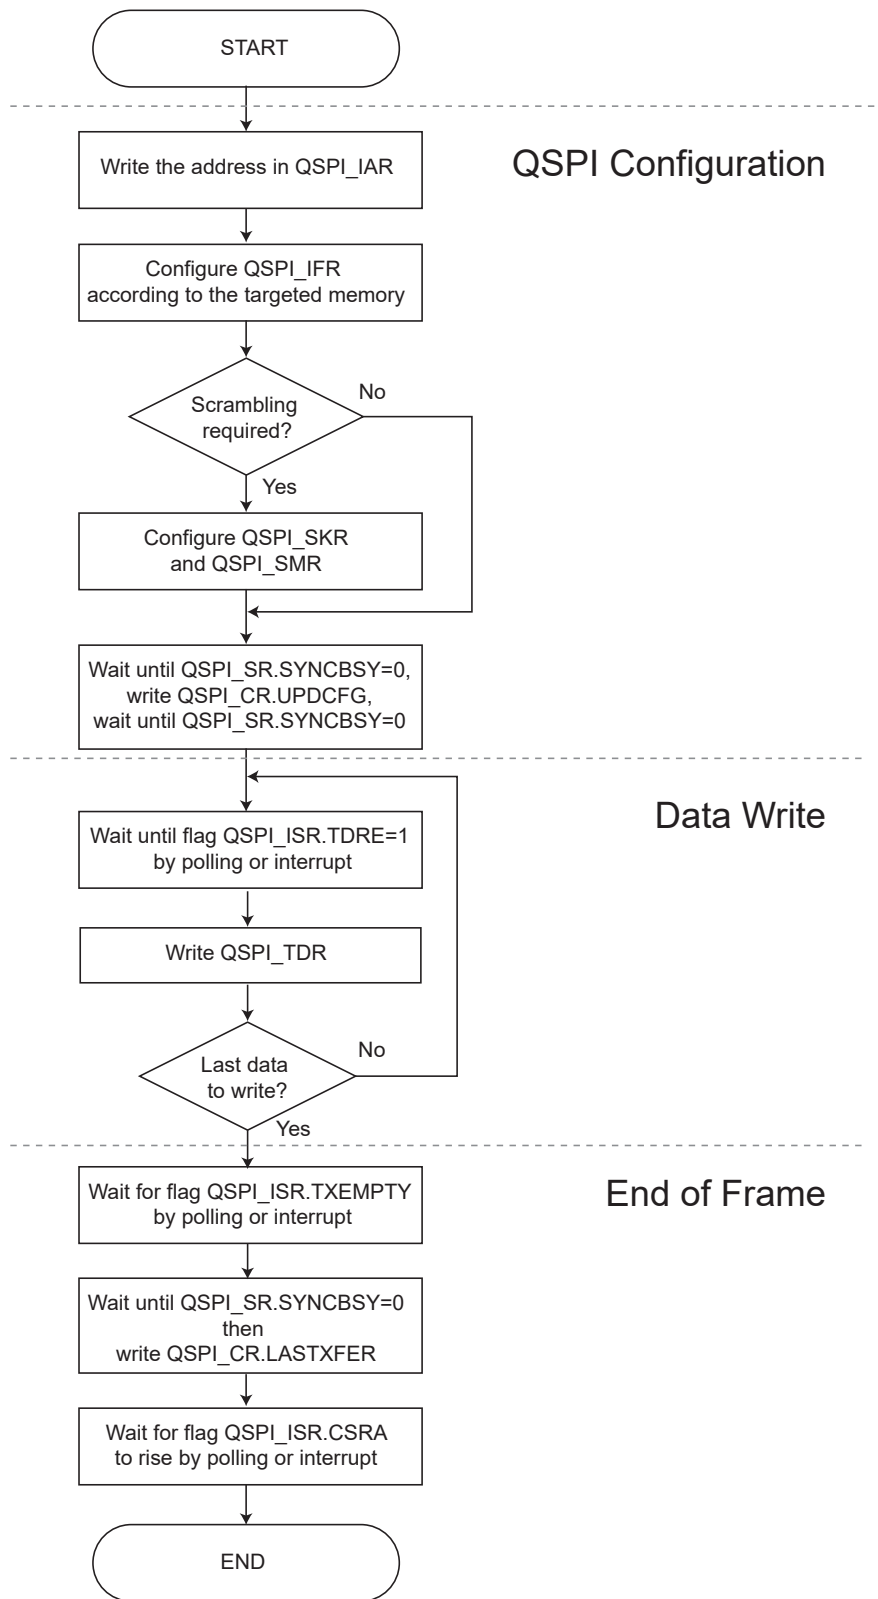 START
QSPI Configuration
Write the address in QSPI_IAR
Configure QSPI_IFR
according to the targeted memory
No
Scrambling
required?
Yes
Configure QSPI_SKR
and QSPI_SMR
Wait until QSPI_SR.SYNCBSY=0,
write QSPI_CR.UPDCFG,
wait until QSPI_SR.SYNCBSY=0
Data Write
Wait until flag QSPI_ISR.TDRE=1
by polling or interrupt
Write QSPI_TDR
No
Last data
to write?
Yes
End of Frame
Wait for flag QSPI_ISR.TXEMPTY
by polling or interrupt
Wait until QSPI_SR.SYNCBSY=0
then
write QSPI_CR.LASTXFER
Wait for flag QSPI_ISR.CSRA
to rise by polling or interrupt
END